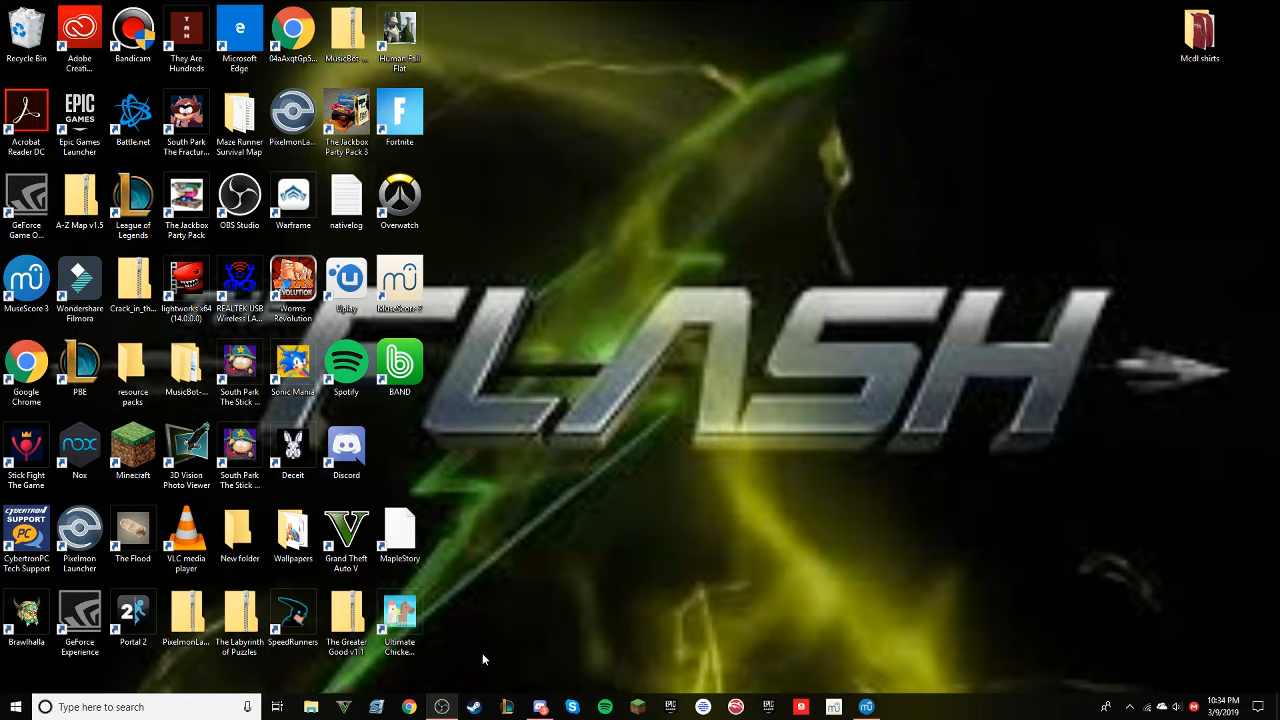 Recycle Bin
Adobe Creati...
Bandicam
They Are Hundreds
Microsoft Edge
04aAxqtGp5...
MusicBot-...
Human Fall Flat
Mcdl shirts
Acrobat Reader DC
EPIC GAMES
Epic Games Launcher
Battle.net
South Park The Fractur...
Maze Runner Survival Map
PixelmonLa...
The Jackbox Party Pack 3
Fortnite
GeForce Game O...
A-Z Map v1.5
League of Legends
The Jackbox Party Pack
OBS Studio
Warframe
nativelog
Overwatch
MuseScore 3
Wondershare Filmora
Crack_in_th...
lightworks x64 (14.0.0.0)
REALTEK USB Wireless LA...
Worms Revolution
Uplay
FLASH
Google Chrome
PBE
resource packs
MusicBot-...
South Park The Stick ...
Sonic Mania
Spotify
BAND
Stick Fight The Game
nox
Nox
Minecraft
3D Vision Photo Viewer
South Park The Stick ...
Deceit
Discord
CYBERTRON
SUPPORT
PC
CybertronPC Tech Support
Pixelmon Launcher
The Flood
VLC media player
New folder
Wallpapers
Grand Theft Auto V
MapleStory
Brawlhalla
GeForce Experience
Portal 2
PixelmonLa...
The Labyrinth of Puzzles
SpeedRunners
The Greater Good v1.1
Ultimate Chicke...
Type here to search
10:34 PM
3/9/2019